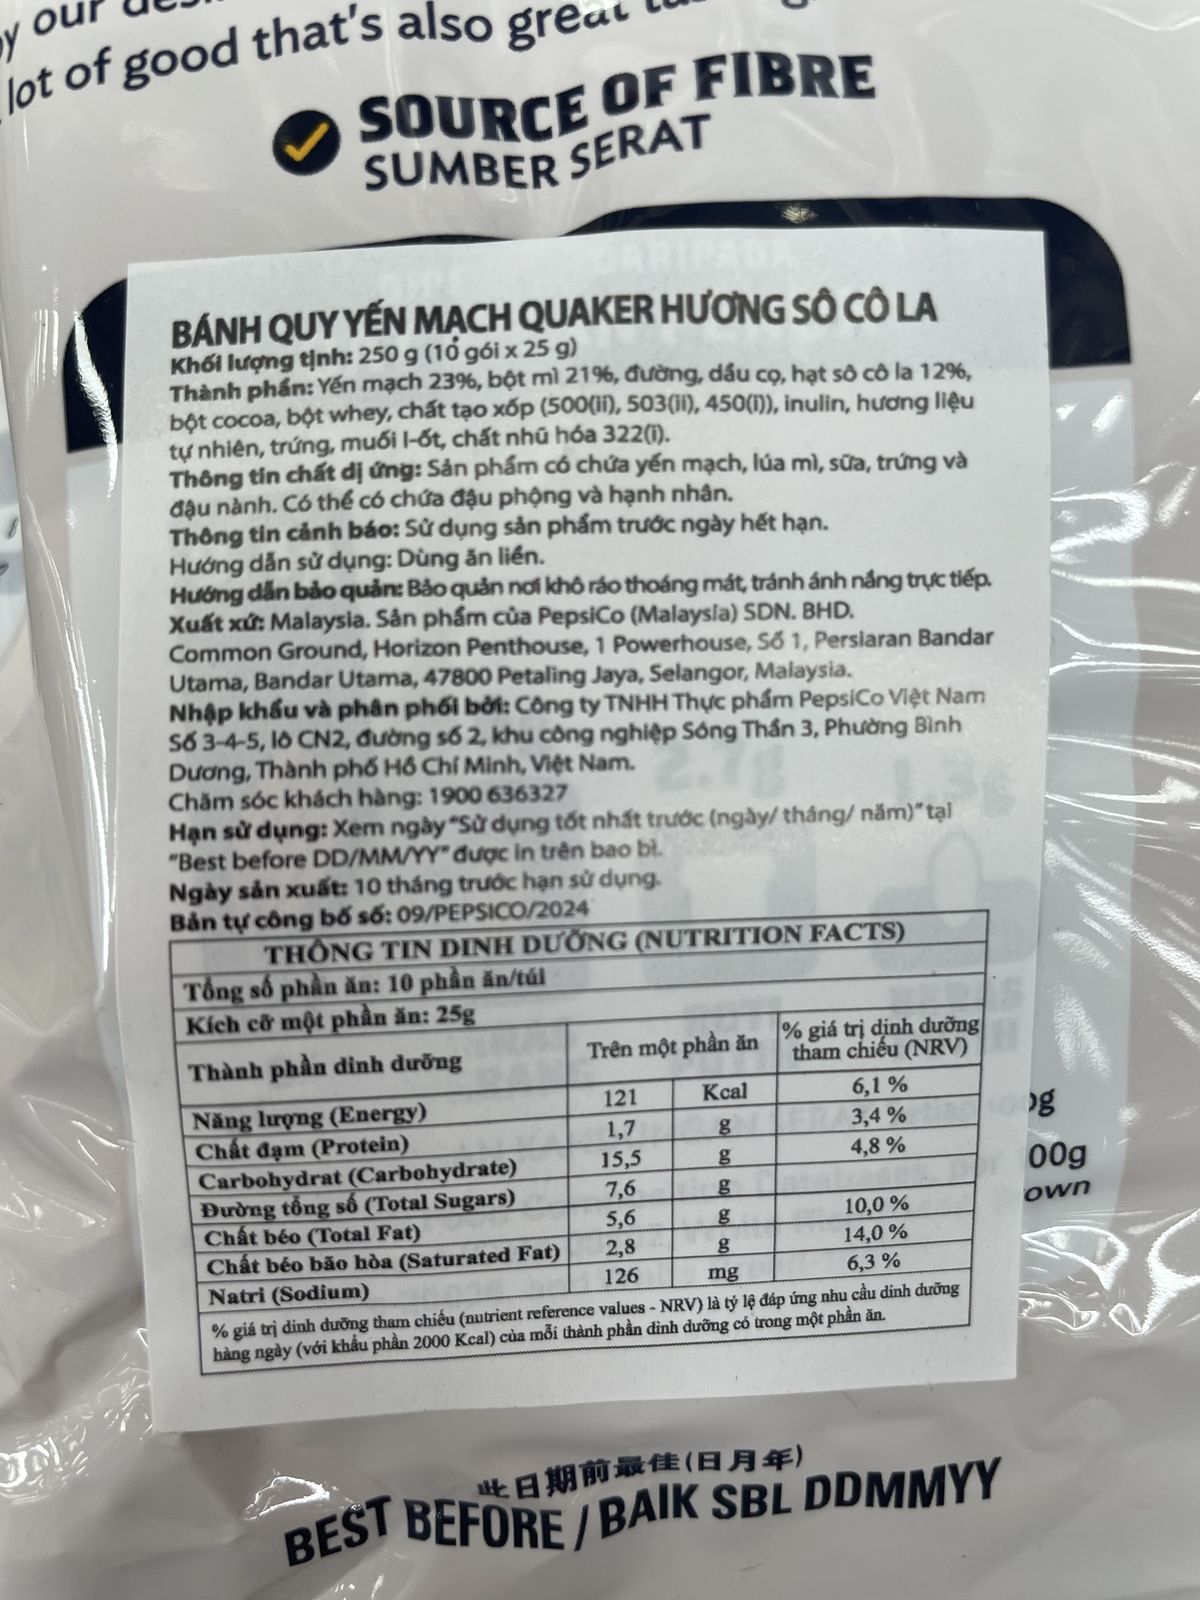 y our
lot of good that's also great
SOURCE OF FIBRE
SUMBER SERAT
BÁNH QUY YẾN MẠCH QUAKER HƯƠNG SÔ CÔ LA
Khối lượng tịnh: 250 g (10 gói x 25 g)
Thành phần: Yến mạch 23%, bột mì 21%, đường, dầu cọ, hạt sô cô la 12%,
bột cocoa, bột whey, chất tạo xốp (500(ii), 503(ii), 450(i)), inulin, hương liệu
tự nhiên, trứng, muối I-ốt, chất nhũ hóa 322(i).
Thông tin chất dị ứng: Sản phẩm có chứa yến mạch, lúa mì, sữa, trứng và
đậu nành. Có thể có chứa đậu phộng và hạnh nhân.
Thông tin cảnh báo: Sử dụng sản phẩm trước ngày hết hạn.
Hướng dẫn sử dụng: Dùng ăn liền.
Hướng dẫn bảo quản: Bảo quản nơi khô ráo thoáng mát, tránh ánh nắng trực tiếp.
Xuất xứ: Malaysia. Sản phẩm của PepsiCo (Malaysia) SDN. BHD.
Common Ground, Horizon Penthouse, 1 Powerhouse, Số 1, Persiaran Bandar
Utama, Bandar Utama, 47800 Petaling Jaya, Selangor, Malaysia.
Nhập khẩu và phân phối bởi: Công ty TNHH Thực phẩm PepsiCo Việt Nam
Số 3-4-5, lô CN2, đường số 2, khu công nghiệp Sóng Thần 3, Phường Bình
Dương, Thành phố Hồ Chí Minh, Việt Nam.
Chăm sóc khách hàng: 1900 636327
Hạn sử dụng: Xem ngày "Sử dụng tốt nhất trước (ngày/ tháng/ năm)" tại
"Best before DD/MM/YY" được in trên bao bì.
Ngày sản xuất: 10 tháng trước hạn sử dụng.
Bản tự công bố số: 09/PEPSICO/2024
THÔNG TIN DINH DƯỠNG (NUTRITION FACTS)
Tổng số phần ăn: 10 phần ăn/túi
Kích cỡ một phần ăn: 25g
Thành phần dinh dưỡng Trên một phần ăn % giá trị dinh dưỡng
tham chiếu (NRV)
Năng lượng (Energy) 121 Kcal 6,1 %
Chất đạm (Protein) 1,7 g 3,4 %
Carbohydrat (Carbohydrate) 15,5 g 4,8 %
Đường tổng số (Total Sugars) 7,6 g
Chất béo (Total Fat) 5,6 g 10,0 %
Chất béo bão hòa (Saturated Fat) 2,8 g 14,0 %
Natri (Sodium) 126 mg 6,3 %
% giá trị dinh dưỡng tham chiếu (nutrient reference values - NRV) là tỷ lệ đáp ứng nhu cầu dinh dưỡng
hàng ngày (với khẩu phần 2000 Kcal) của mỗi thành phần dinh dưỡng có trong một phần ăn.
00g
own
此日期前最佳(日月年)
BEST BEFORE / BAIK SBL DDMMYY